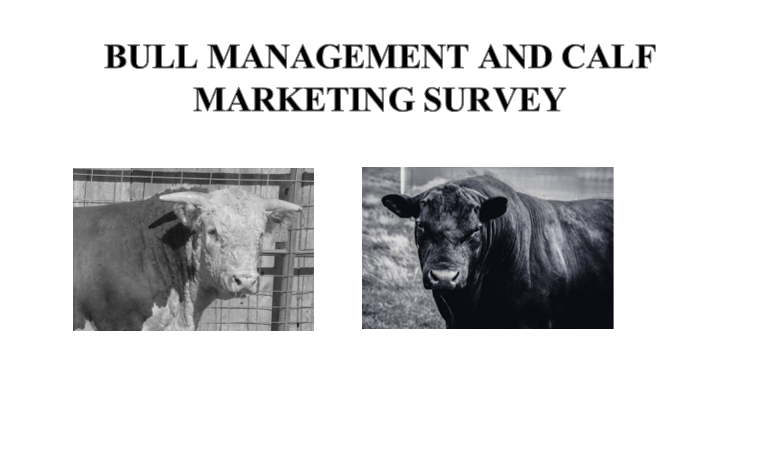 BULL MANAGEMENT AND CALF
MARKETING SURVEY